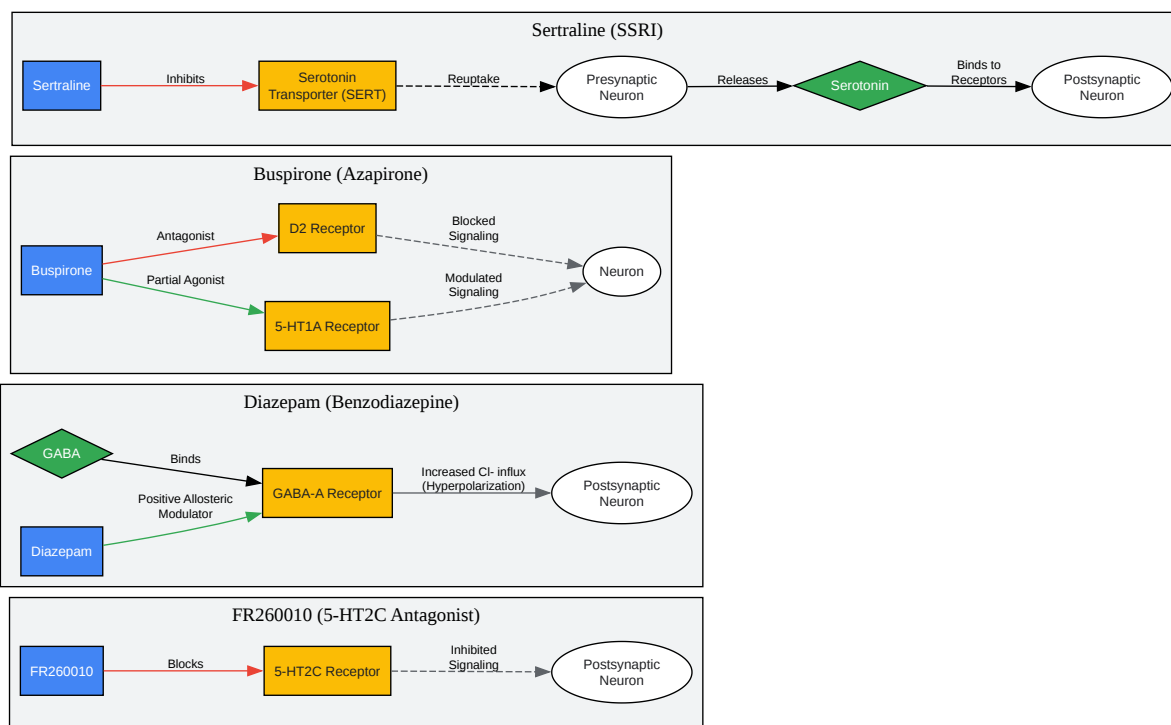 Sertraline (SSRI)
Sertraline
Inhibits
Serotonin
Transporter (SERT)
Reuptake
Presynaptic
Neuron
Releases
Serotonin
Binds to
Receptors
Postsynaptic
Neuron
Buspirone (Azapirone)
Buspirone
Antagonist
Partial Agonist
D2 Receptor
5-HT1A Receptor
Blocked
Signaling
Modulated
Signaling
Neuron
Diazepam (Benzodiazepine)
GABA
Binds
Diazepam
Positive Allosteric
Modulator
GABA-A Receptor
Increased Cl- influx
(Hyperpolarization)
Postsynaptic
Neuron
FR260010 (5-HT2C Antagonist)
FR260010
Blocks
5-HT2C Receptor
Inhibited
Signaling
Postsynaptic
Neuron